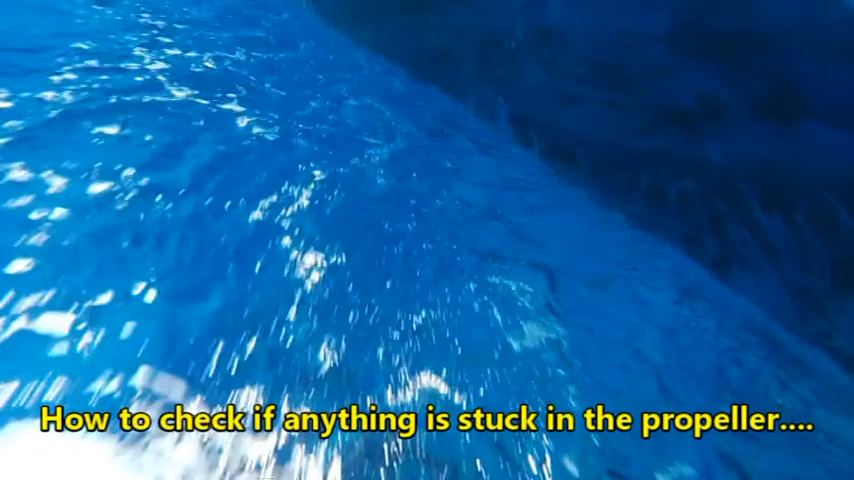 How to check if anything is stuck in the propeller....